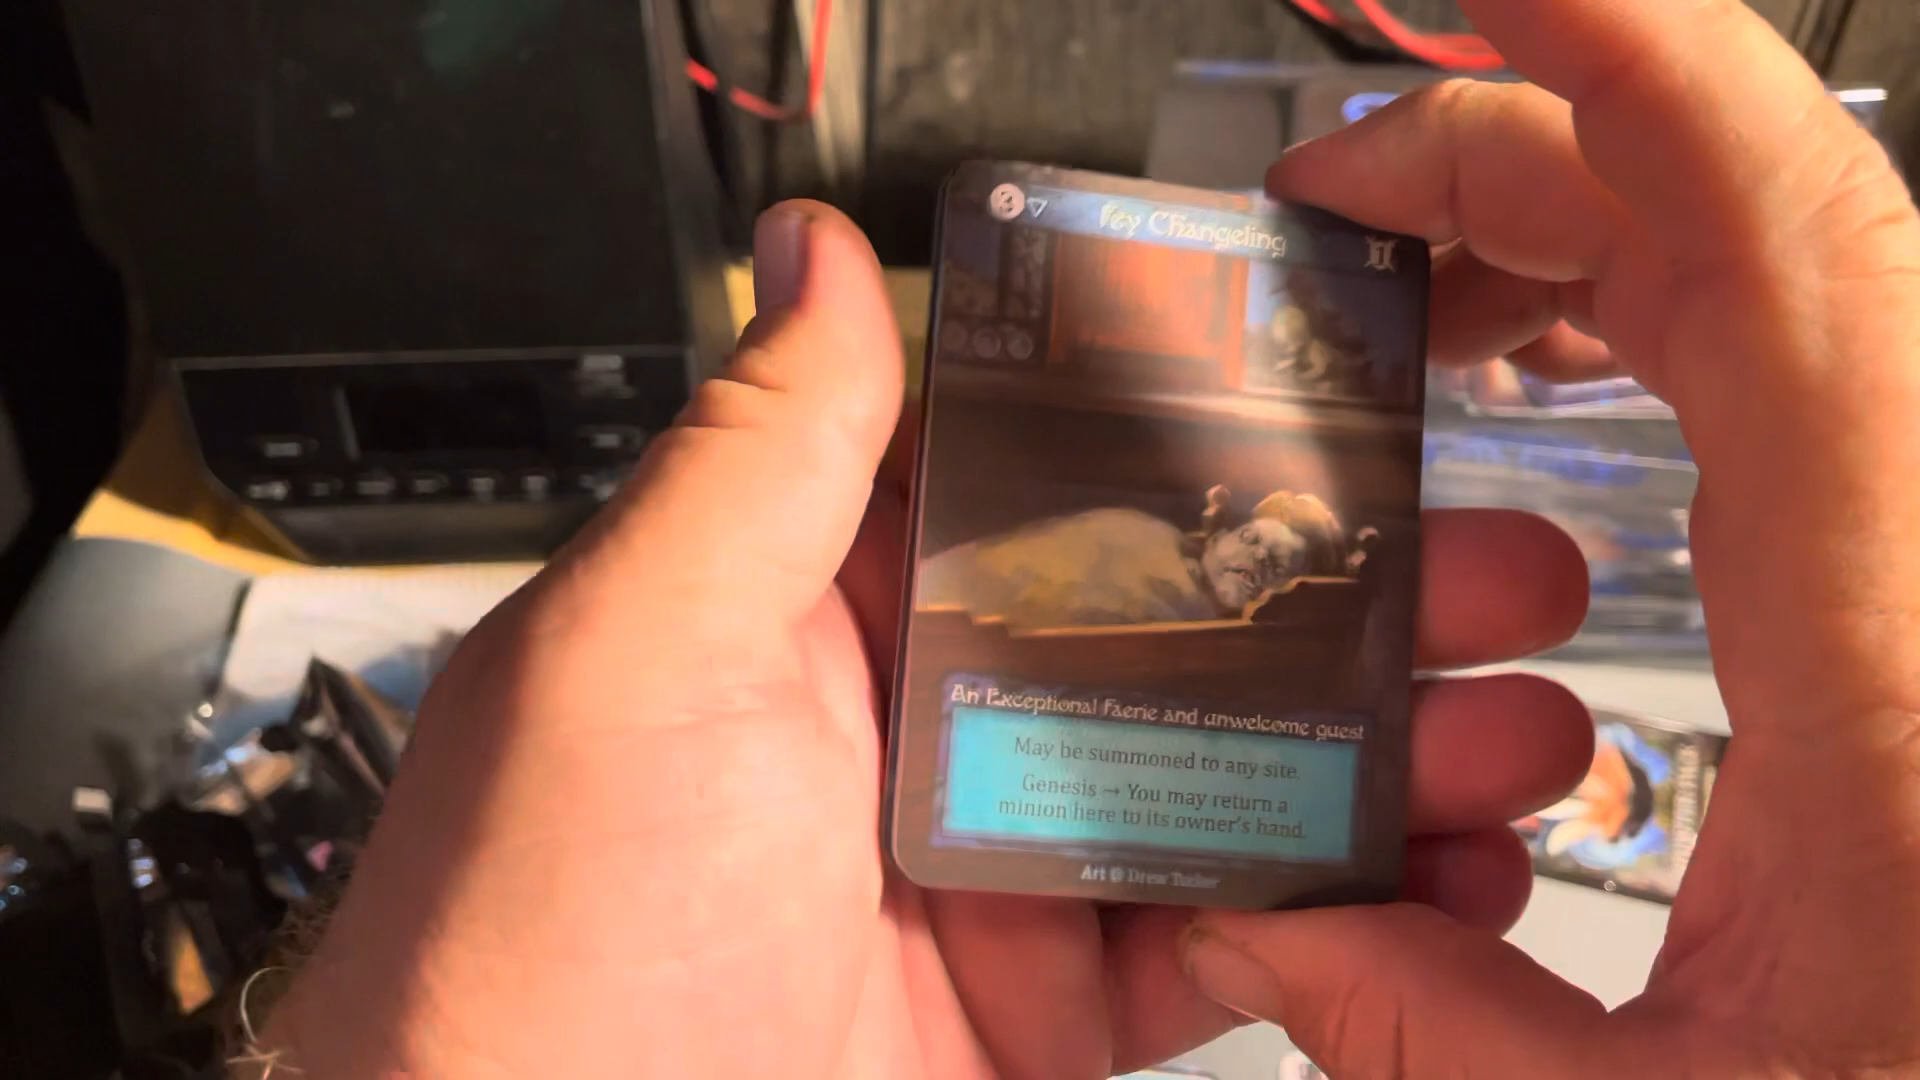 3
Fey Changeling
1
An Exceptional Faerie and unwelcome guest
May be summoned to any site.
Genesis → You may return a
minion here to its owner's hand.
Art @ Drew Tucker